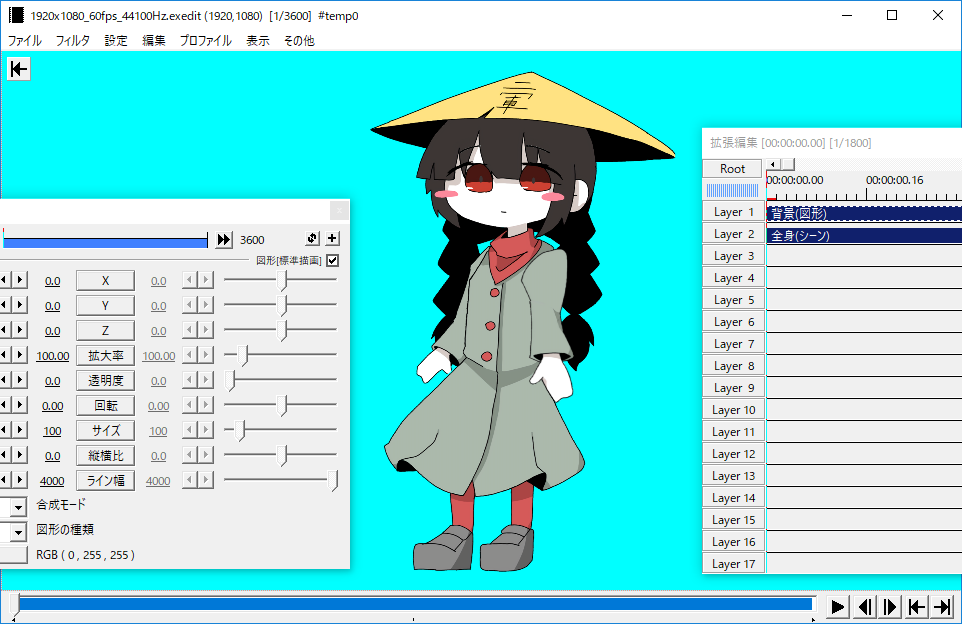 1920x1080_60fps_44100Hz.exedit (1920,1080) [1/3600] #temp0
ファイル フィルタ 設定 編集 プロファイル 表示 その他
三軍
3600
図形[標準描画]
0.0 X 0.0
0.0 Y 0.0
0.0 Z 0.0
100.00 拡大率 100.00
0.0 透明度 0.0
0.00 回転 0.00
100 サイズ 100
0.0 縦横比 0.0
4000 ライン幅 4000
合成モード
図形の種類
RGB ( 0 , 255 , 255 )
拡張編集 [00:00:00.00] [1/1800]
Root
00:00:00.00 00:00:00.16
Layer 1 背景(図形)
Layer 2 全身(シーン)
Layer 3
Layer 4
Layer 5
Layer 6
Layer 7
Layer 8
Layer 9
Layer 10
Layer 11
Layer 12
Layer 13
Layer 14
Layer 15
Layer 16
Layer 17